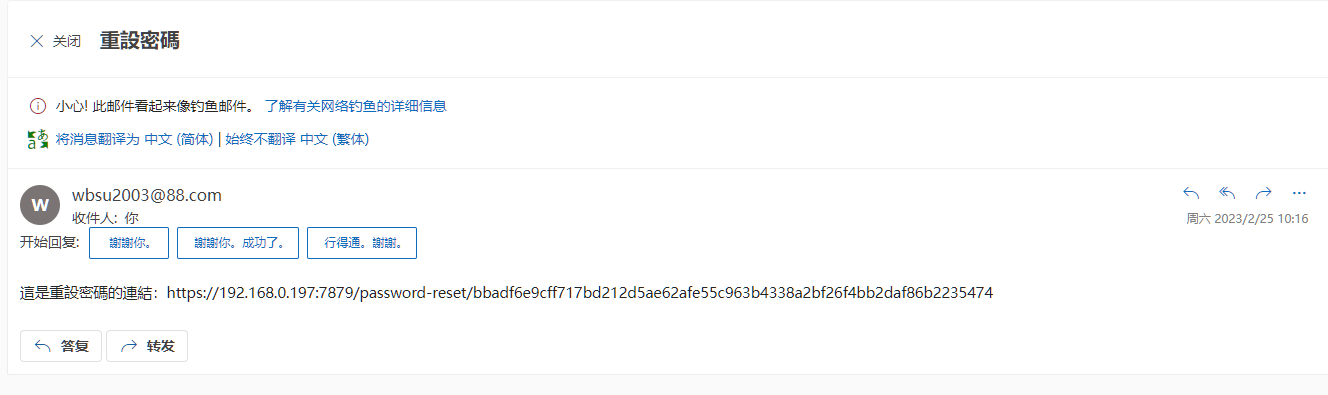 关闭 重設密碼
小心! 此邮件看起来像钓鱼邮件。 了解有关网络钓鱼的详细信息
将消息翻译为 中文 (简体) | 始终不翻译 中文 (繁体)
W wbsu2003@88.com
收件人: 你
周六 2023/2/25 10:16
开始回复: 謝謝你。 謝謝你。成功了。 行得通。謝謝。
這是重設密碼的連結: https://192.168.0.197:7879/password-reset/bbadf6e9cff717bd212d5ae62afe55c963b4338a2bf26f4bb2daf86b2235474
答复 转发